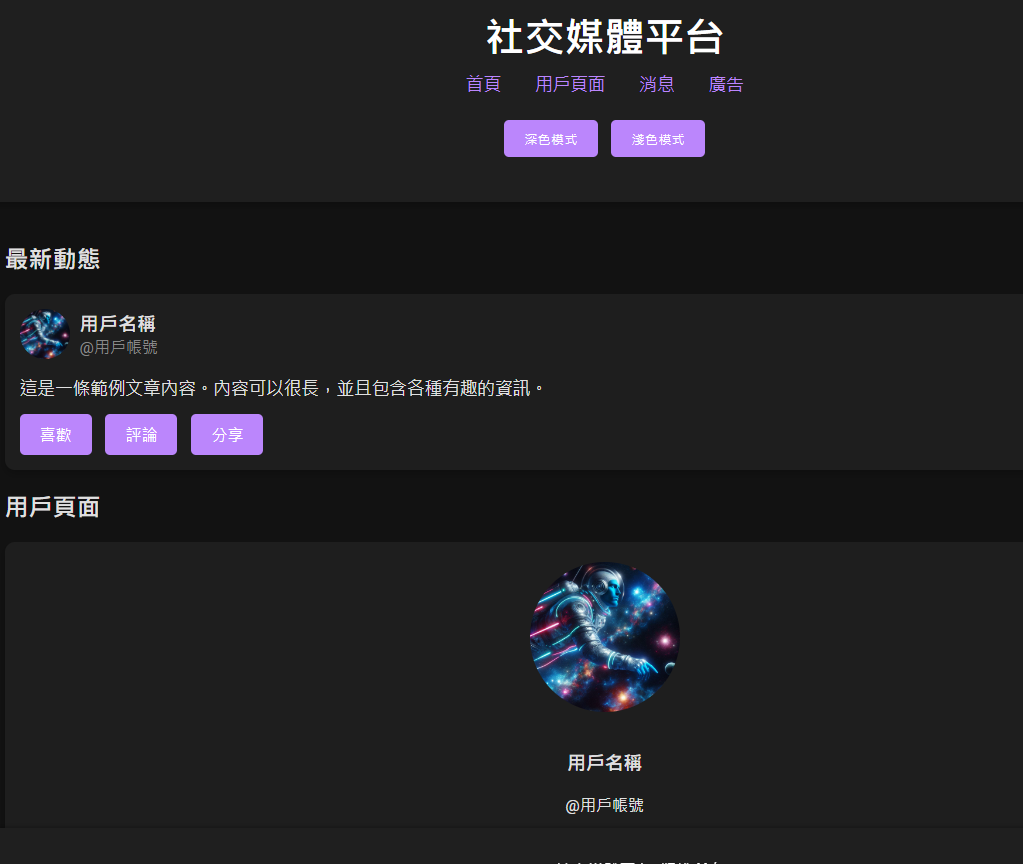 社交媒體平台
首頁 用戶頁面 消息 廣告
深色模式 淺色模式
最新動態
用戶名稱
@用戶帳號
這是一條範例文章內容。內容可以很長，並且包含各種有趣的資訊。
喜歡 評論 分享
用戶頁面
用戶名稱
@用戶帳號